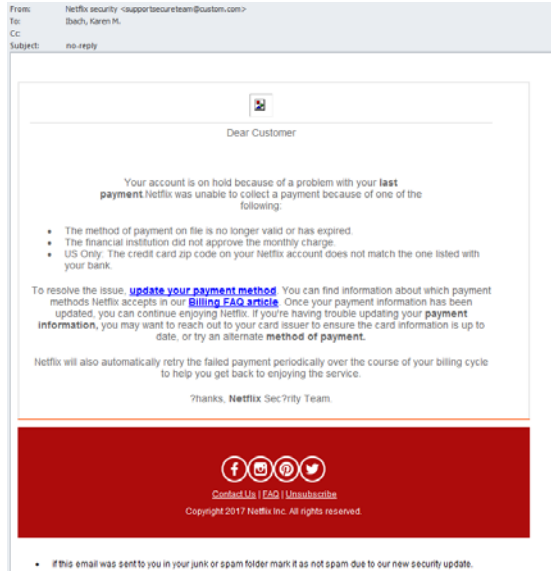 From: Netflix security <supportsecureteam@custom.com>
To: Ibach, Karen M.
Cc:
Subject: no-reply
Dear Customer
Your account is on hold because of a problem with your last
payment.Netflix was unable to collect a payment because of one of the
following:
• The method of payment on file is no longer valid or has expired.
• The financial institution did not approve the monthly charge.
• US Only: The credit card zip code on your Netflix account does not match the one listed with
your bank.
To resolve the issue, update your payment method. You can find information about which payment
methods Netflix accepts in our Billing FAQ article. Once your payment information has been
updated, you can continue enjoying Netflix. If you're having trouble updating your payment
information, you may want to reach out to your card issuer to ensure the card information is up to
date, or try an alternate method of payment.
Netflix will also automatically retry the failed payment periodically over the course of your billing cycle
to help you get back to enjoying the service.
?hanks, Netflix Sec?rity Team.
Contact Us | FAQ | Unsubscribe
Copyright 2017 Netflix Inc. All rights reserved.
• if this email was sent to you in your junk or spam folder mark it as not spam due to our new security update.